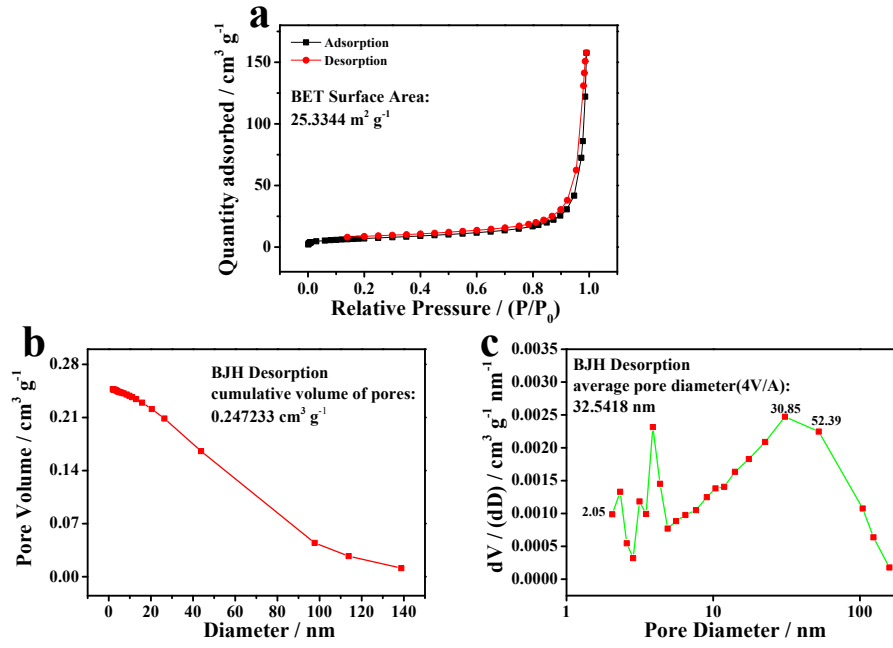 a
Adsorption
Desorption
BET Surface Area:
25.3344 m² g⁻¹
Quantity adsorbed / cm³ g⁻¹
150
100
50
0
0.0 0.2 0.4 0.6 0.8 1.0
Relative Pressure / (P/P₀)
b
BJH Desorption
cumulative volume of pores:
0.247233 cm³ g⁻¹
Pore Volume / cm³ g⁻¹
0.28
0.21
0.14
0.07
0.00
0 20 40 60 80 100 120 140
Diameter / nm
c
BJH Desorption
average pore diameter(4V/A):
32.5418 nm
30.85
52.39
2.05
dV / (dD) / cm³ g⁻¹ nm⁻¹
0.0035
0.0030
0.0025
0.0020
0.0015
0.0010
0.0005
0.0000
1 10 100
Pore Diameter / nm